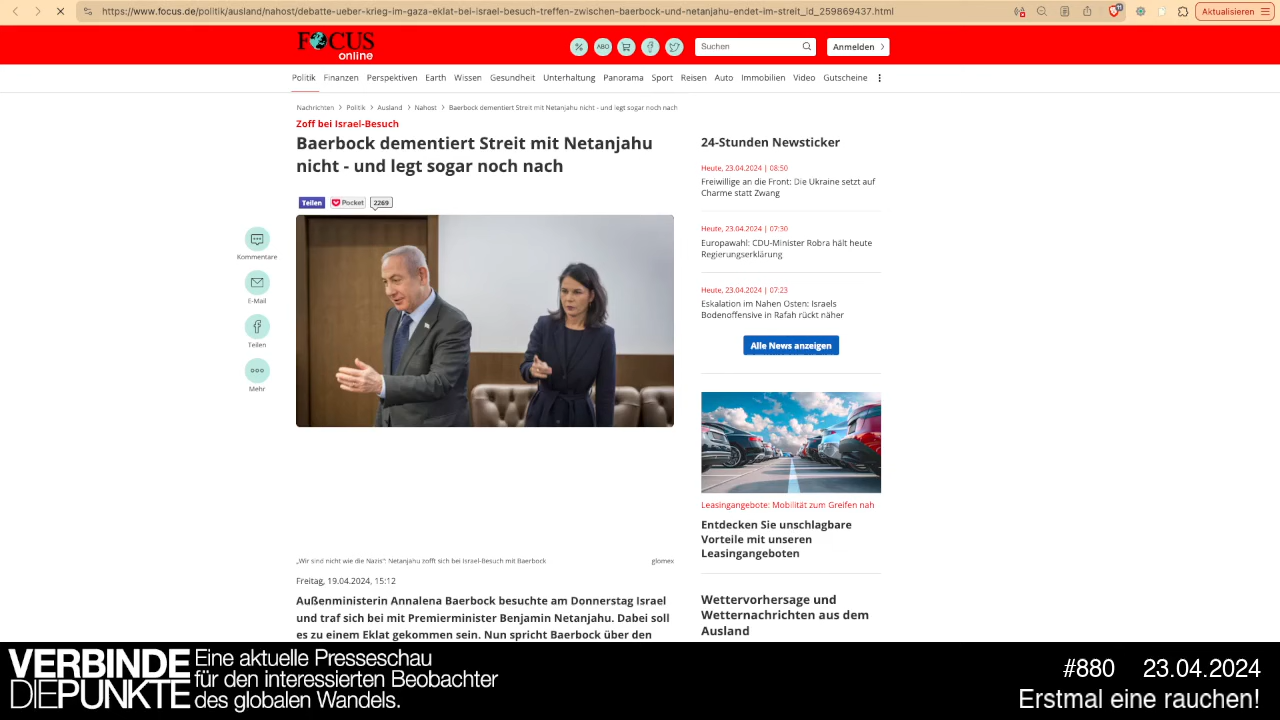 https://www.focus.de/politik/ausland/nahost/baerbock-im-nahen-osten-baerbock-dementiert-streit-mit-netanjahu-und-netanjahu-endet-im-streit_id_259869437.html
Aktualisieren
FOCUS
online
ABO
Suchen
Anmelden
Politik Finanzen Perspektiven Earth Wissen Gesundheit Unterhaltung Panorama Sport Reisen Auto Immobilien Video Gutscheine
Nachrichten > Politik > Ausland > Nahost > Baerbock dementiert Streit mit Netanjahu nicht - und legt sogar noch nach
Zoff bei Israel-Besuch
Baerbock dementiert Streit mit Netanjahu
nicht - und legt sogar noch nach
Teilen Pocket 2269
Kommentare
E-Mail
Teilen
Mehr
„Wir sind nicht wie die Nazis“: Netanjahu zofft sich bei Israel-Besuch mit Baerbock
glomex
Freitag, 19.04.2024, 15:12
Außenministerin Annalena Baerbock besuchte am Donnerstag Israel
und traf sich bei mit Premierminister Benjamin Netanjahu. Dabei soll
es zu einem Eklat gekommen sein. Nun spricht Baerbock über den
24-Stunden Newsticker
Heute, 23.04.2024 | 08:50
Freiwillige an die Front: Die Ukraine setzt auf
Charme statt Zwang
Heute, 23.04.2024 | 07:30
Europawahl: CDU-Minister Robra hält heute
Regierungserklärung
Heute, 23.04.2024 | 07:23
Eskalation im Nahen Osten: Israels
Bodenoffensive in Rafah rückt näher
Alle News anzeigen
Leasingangebote: Mobilität zum Greifen nah
Entdecken Sie unschlagbare
Vorteile mit unseren
Leasingangeboten
Wettervorhersage und
Wetternachrichten aus dem
Ausland
VERBINDE
DIEPUNKTE
Eine aktuelle Presseschau
für den interessierten Beobachter
des globalen Wandels.
#880 23.04.2024
Erstmal eine rauchen!